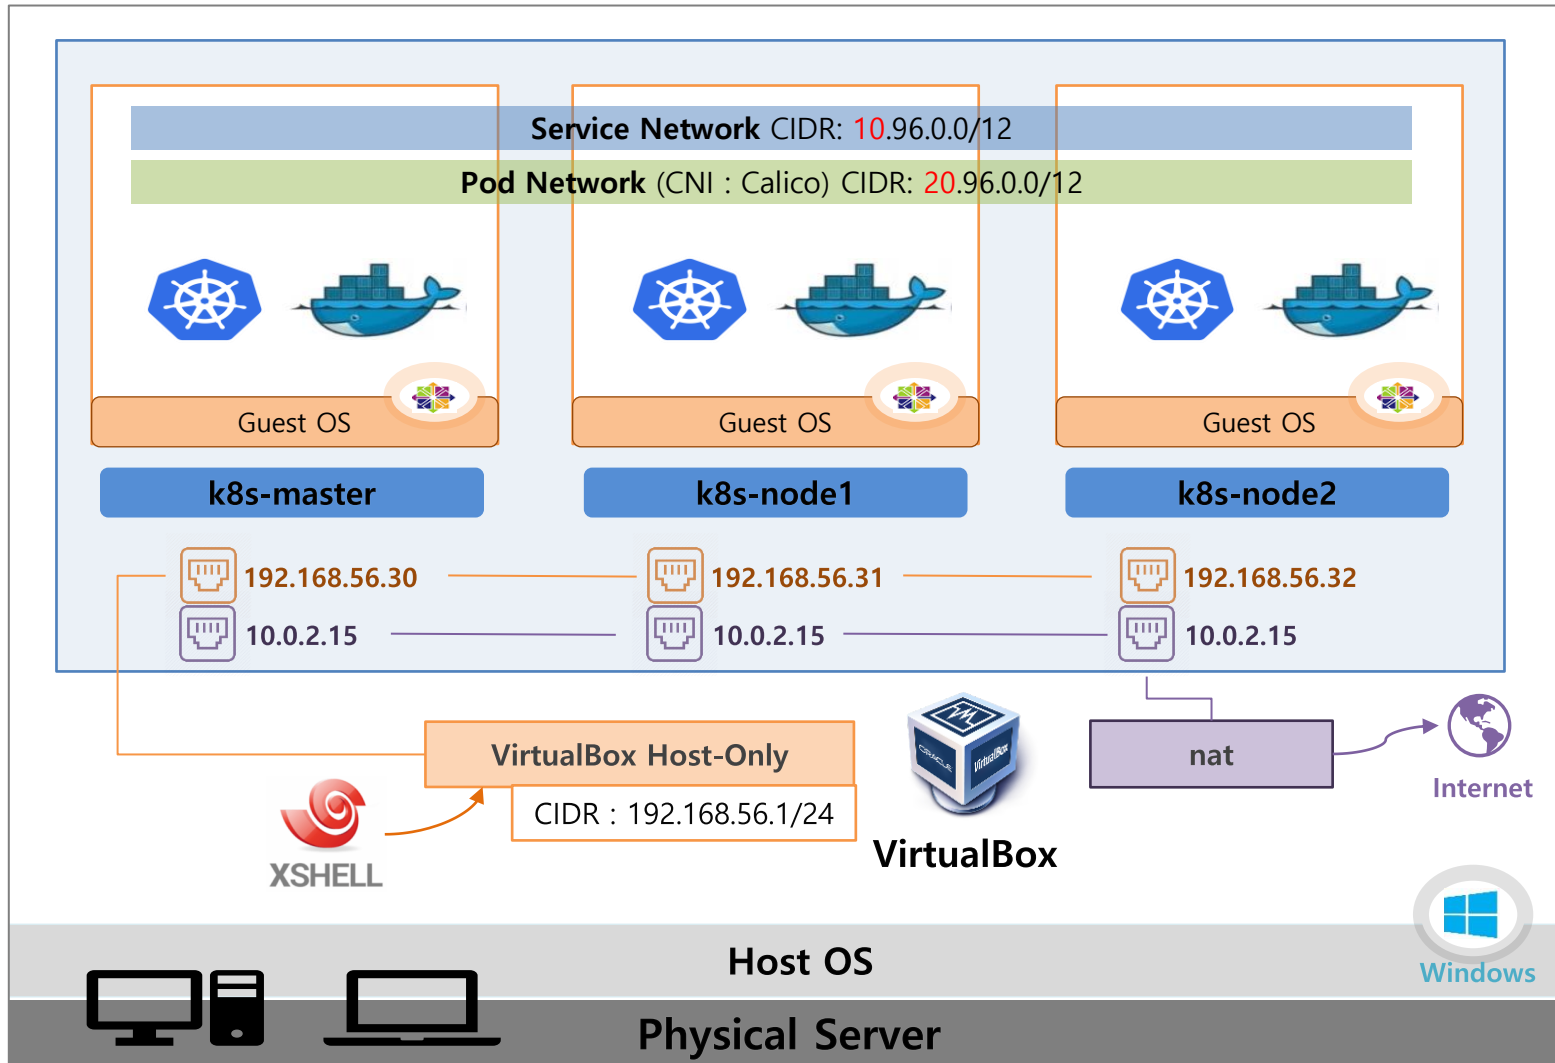 Service Network CIDR: 10.96.0.0/12
Pod Network (CNI : Calico) CIDR: 20.96.0.0/12
Guest OS
Guest OS
Guest OS
k8s-master
k8s-node1
k8s-node2
192.168.56.30
192.168.56.31
192.168.56.32
10.0.2.15
10.0.2.15
10.0.2.15
VirtualBox Host-Only
CIDR : 192.168.56.1/24
XSHELL
ORACLE
VirtualBox
VirtualBox
nat
Internet
Host OS
Windows
Physical Server